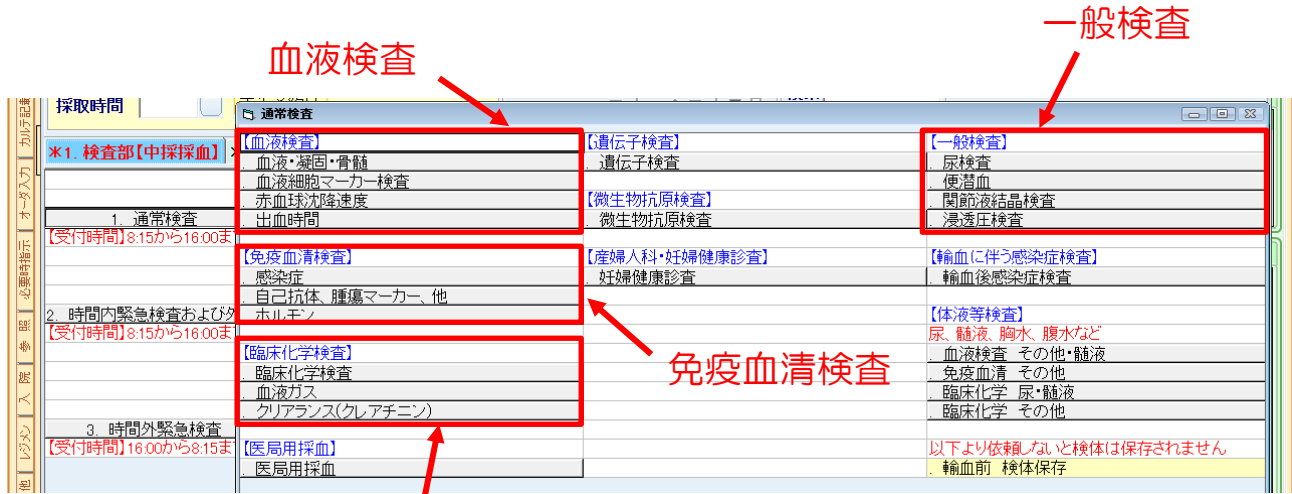 一般検査
血液検査
採取時間
通常検査
カルテ記載
オーダ入力
必要時指示
参 照
入 院
レジメン
他
*1. 検査部【中採採血】
1. 通常検査
【受付時間】8:15から16:00ま
2. 時間内緊急検査およびタ
【受付時間】8:15から16:00ま
3. 時間外緊急検査
【受付時間】16:00から8:15ま
【血液検査】
. 血液・凝固・骨髄
. 血液細胞マーカー検査
. 赤血球沈降速度
. 出血時間
【免疫血清検査】
. 感染症
. 自己抗体、腫瘍マーカー、他
. ホルモン
【臨床化学検査】
. 臨床化学検査
. 血液ガス
. クリアランス(クレアチニン)
【医局用採血】
. 医局用採血
【遺伝子検査】
. 遺伝子検査
【微生物抗原検査】
. 微生物抗原検査
【産婦人科・妊婦健康診査】
. 妊婦健康診査
免疫血清検査
【一般検査】
. 尿検査
. 便潜血
. 関節液結晶検査
. 浸透圧検査
【輸血に伴う感染症検査】
. 輸血後感染症検査
【体液等検査】
尿、髄液、胸水、腹水など
. 血液検査 その他・髄液
. 免疫血清 その他
. 臨床化学 尿・髄液
. 臨床化学 その他
以下より依頼しないと検体は保存されません
. 輸血前 検体保存